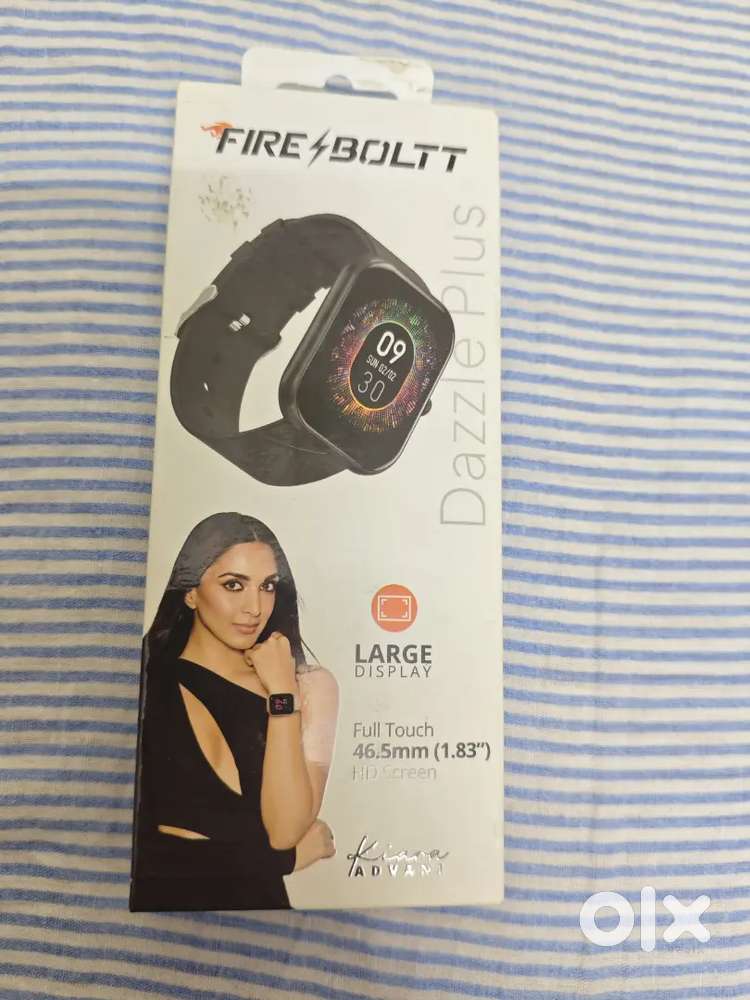 FIRE BOLTT
Dazzle Plus
09
SUN 02/02
30
LARGE
DISPLAY
Full Touch
46.5mm (1.83”)
HD Screen
Kiara
ADVANI
olx